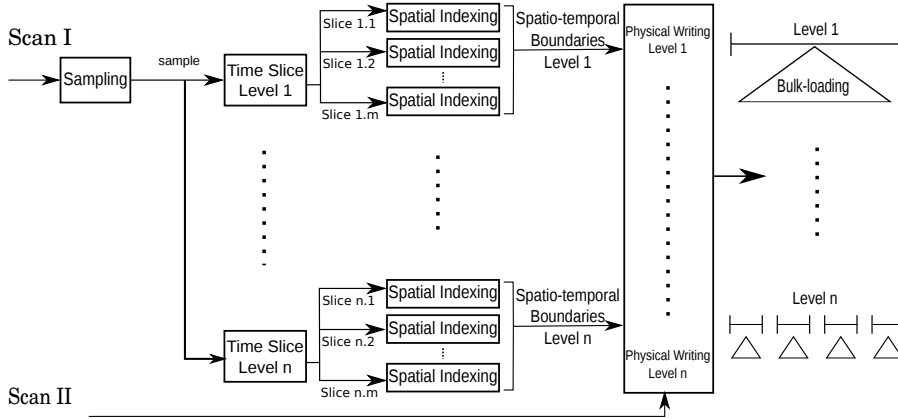 Scan I
Sampling
sample
Time Slice
Level 1
Slice 1.1
Slice 1.2
Slice 1.m
Spatial Indexing
Spatial Indexing
Spatial Indexing
Spatio-temporal
Boundaries
Level 1
Physical Writing
Level 1
Level 1
Bulk-loading
Time Slice
Level n
Slice n.1
Slice n.2
Slice n.m
Spatial Indexing
Spatial Indexing
Spatial Indexing
Spatio-temporal
Boundaries
Level n
Physical Writing
Level n
Level n
Scan II